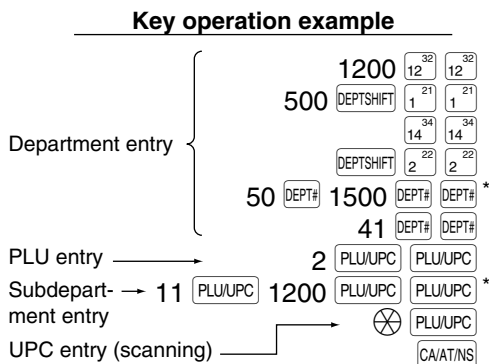 Key operation example
1200 12 32 12 32
500 DEPTSHIFT 1 21 1 21
14 34 14 34
Department entry
DEPTSHIFT 2 22 2 22
50 DEPT# 1500 DEPT# DEPT# *
41 DEPT# DEPT#
PLU entry 2 PLU/UPC PLU/UPC
Subdepart- 11 PLU/UPC 1200 PLU/UPC PLU/UPC *
ment entry
PLU/UPC
UPC entry (scanning) CA/AT/NS